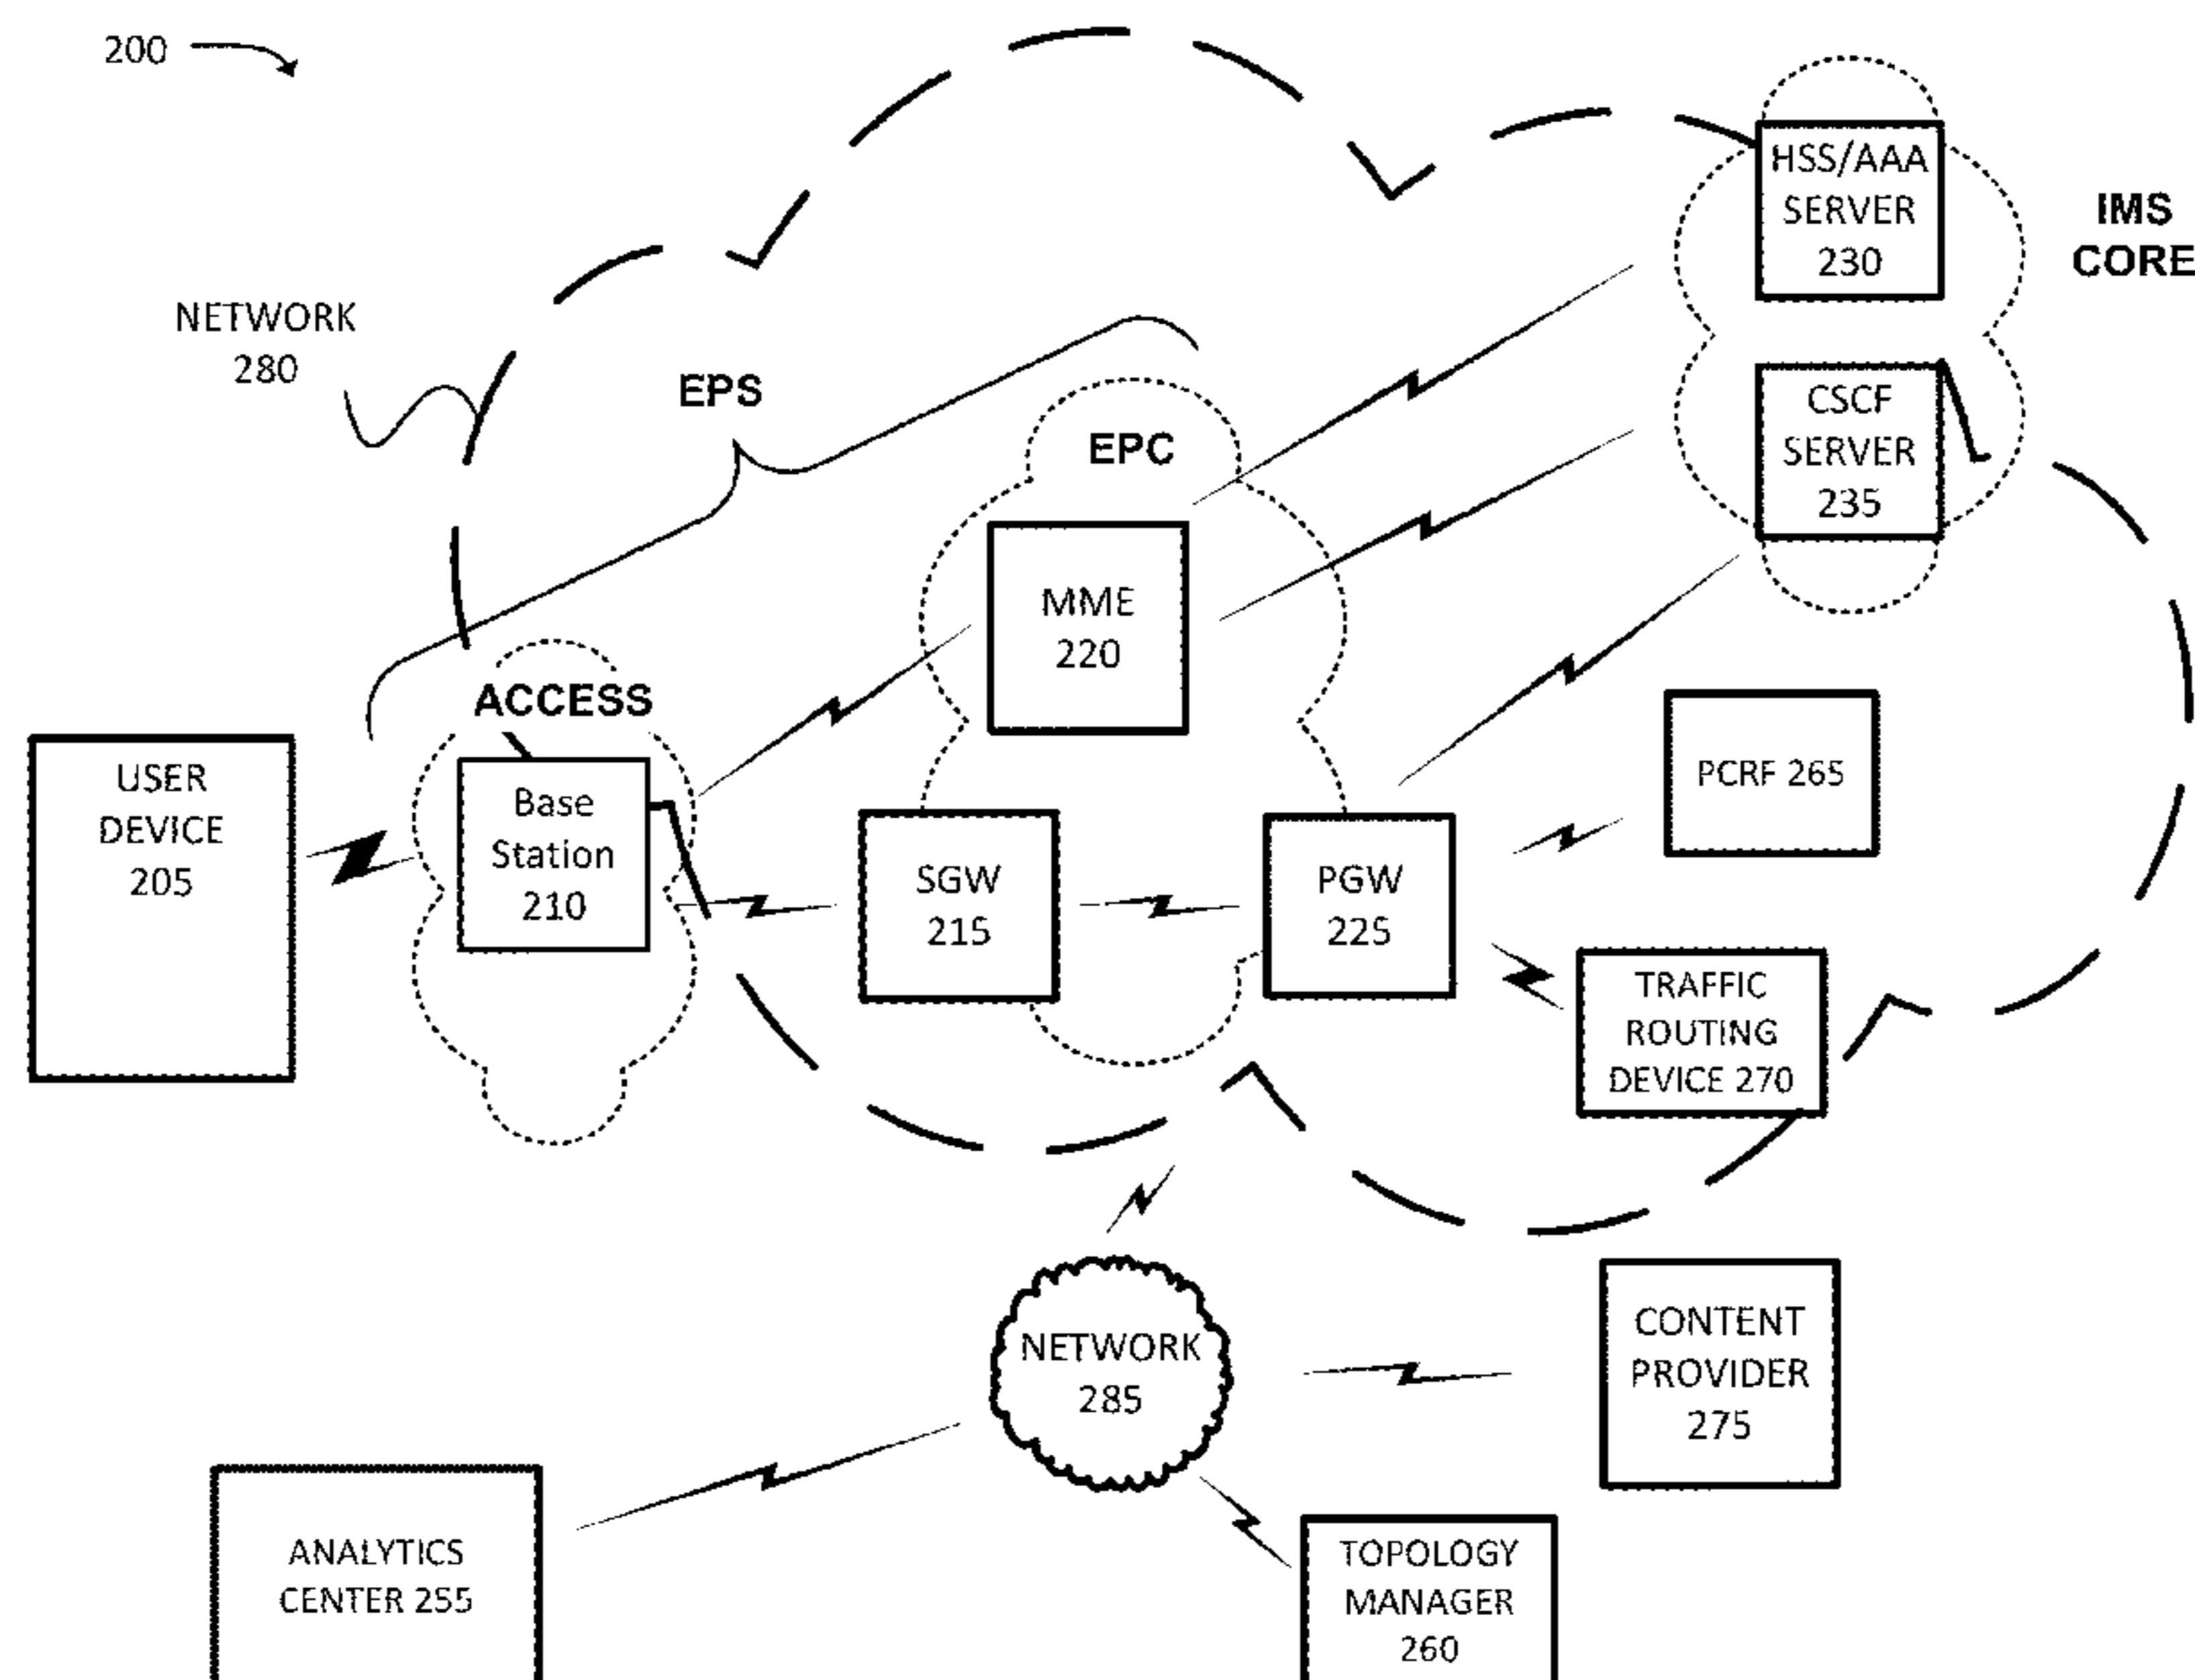 200
NETWORK
280
EPS
EPC
HSS/AAA
SERVER
230
IMS
CORE
CSCF
SERVER
235
MME
220
ACCESS
USER
DEVICE
205
Base
Station
210
SGW
215
PGW
225
PCRF 265
TRAFFIC
ROUTING
DEVICE 270
NETWORK
285
CONTENT
PROVIDER
275
ANALYTICS
CENTER 255
TOPOLOGY
MANAGER
260